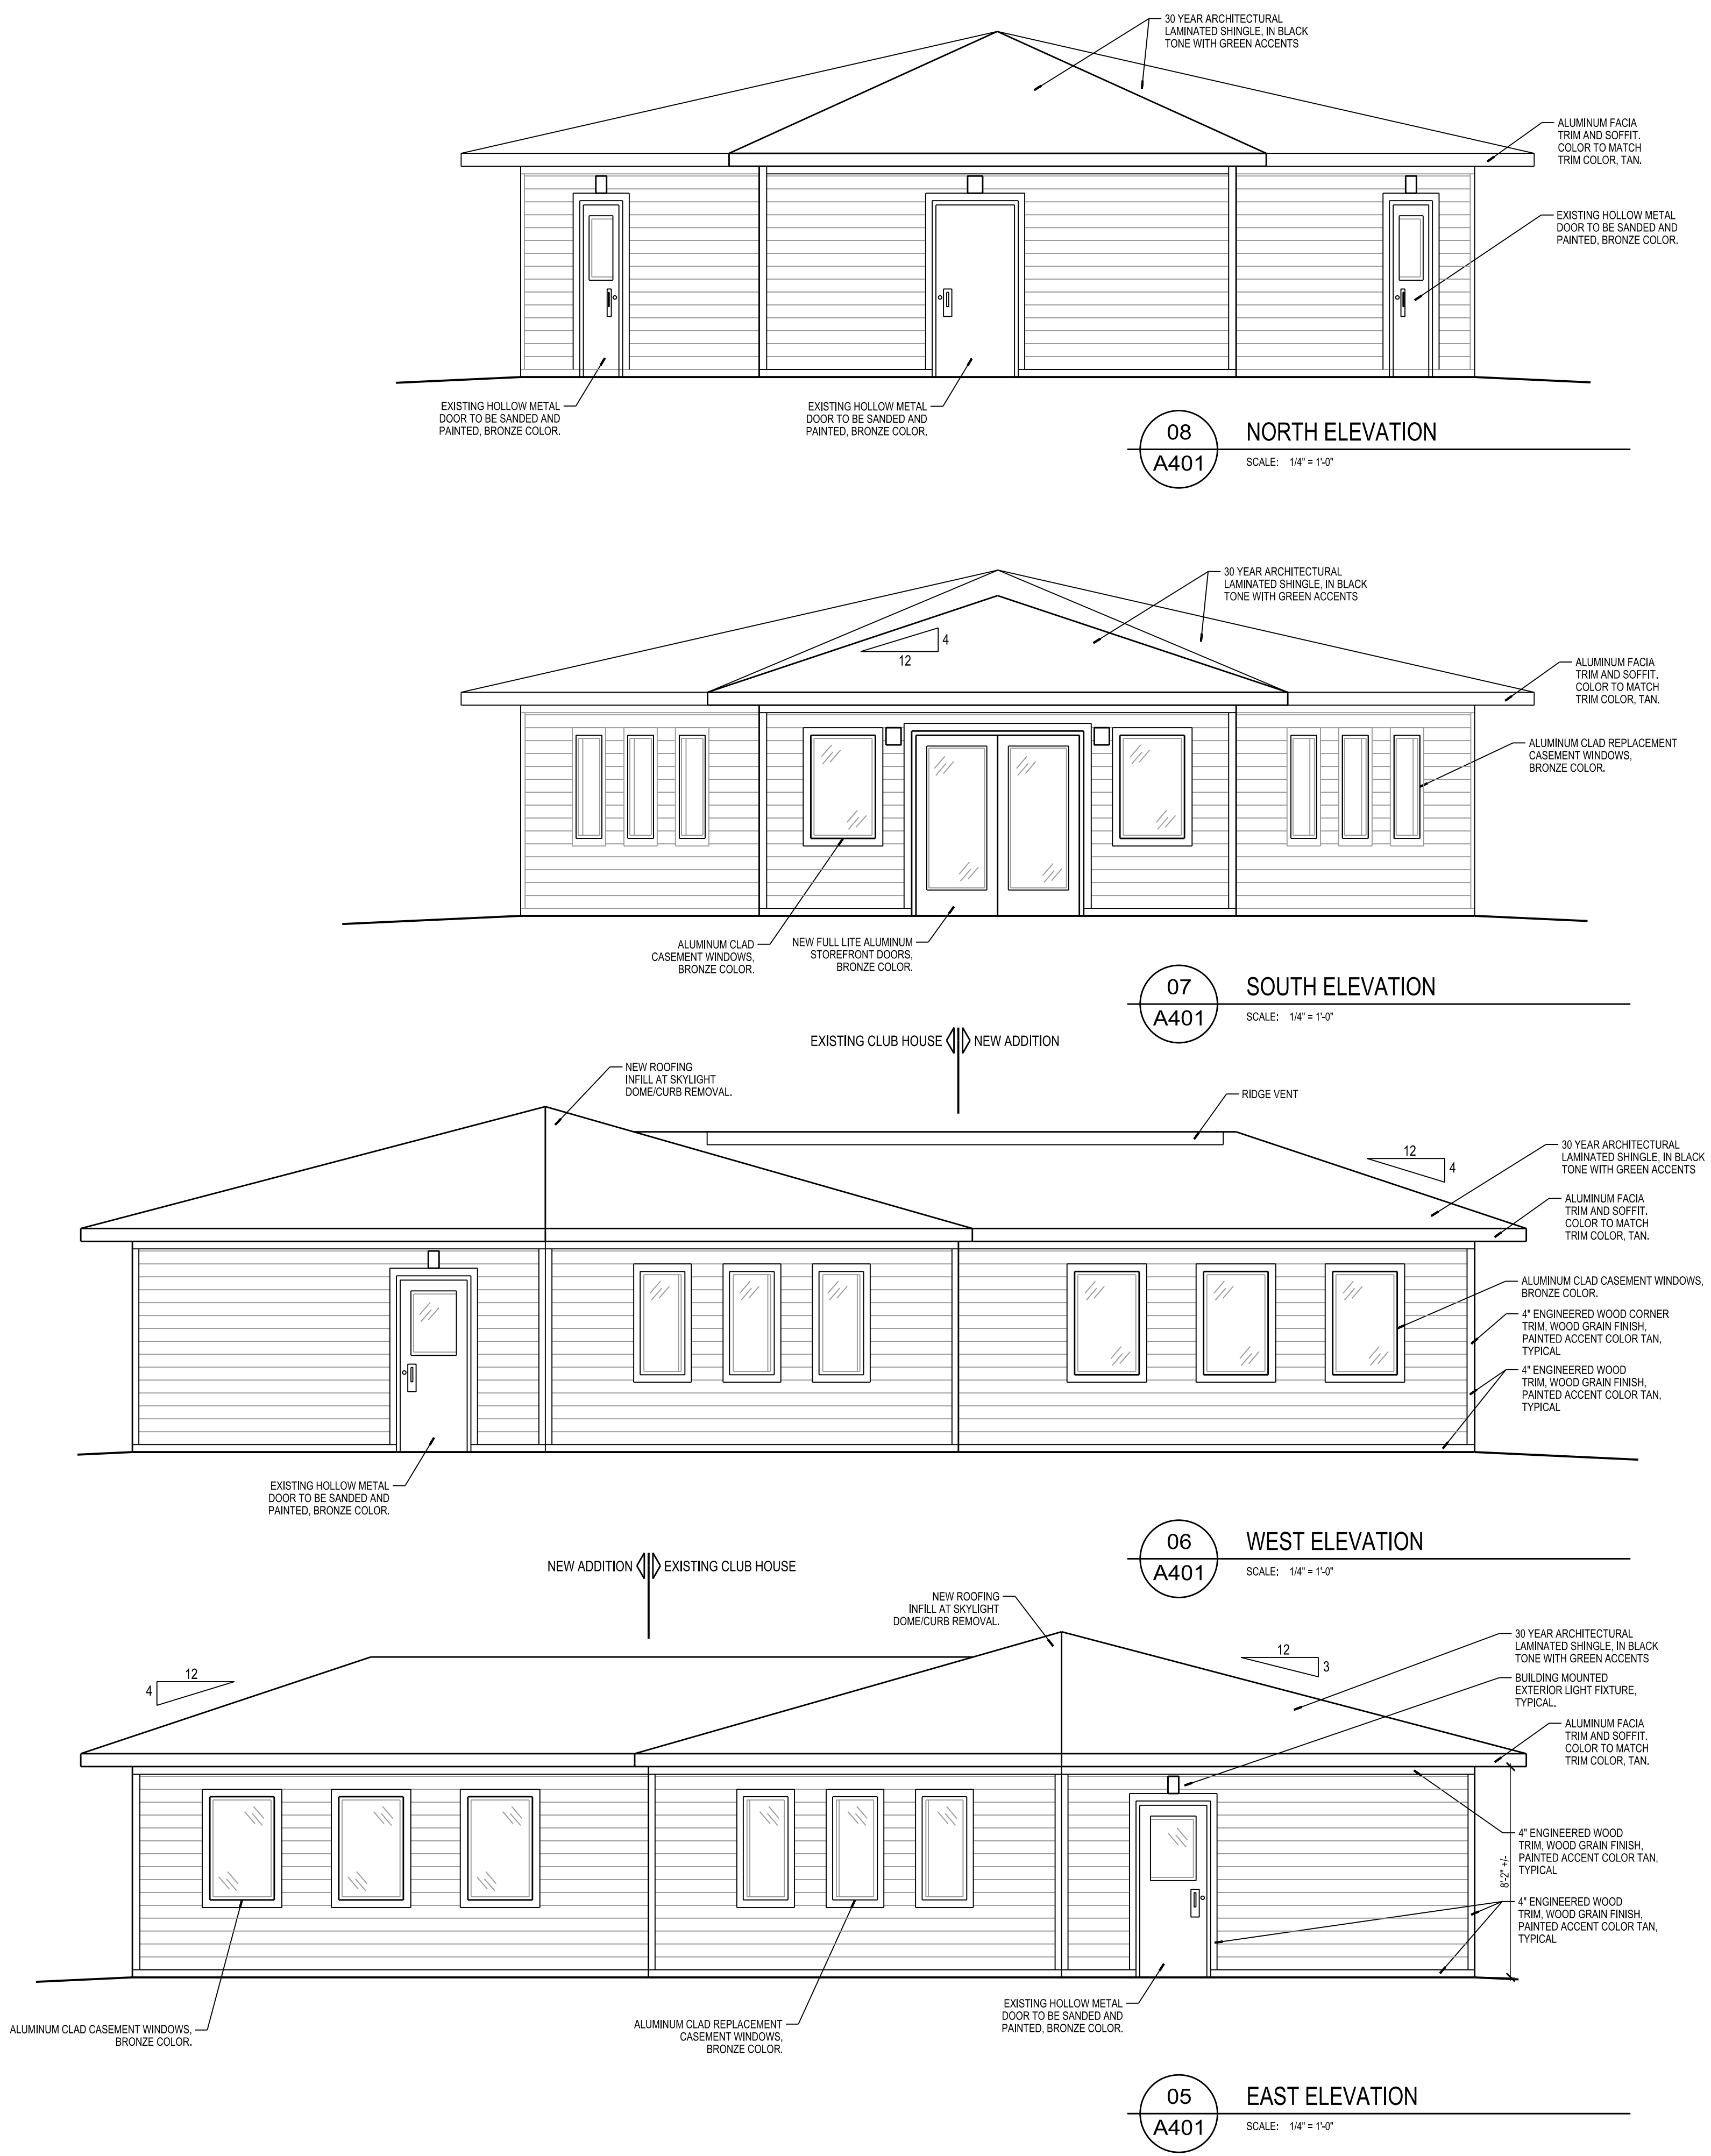 30 YEAR ARCHITECTURAL
LAMINATED SHINGLE, IN BLACK
TONE WITH GREEN ACCENTS
ALUMINUM FACIA
TRIM AND SOFFIT.
COLOR TO MATCH
TRIM COLOR, TAN.
EXISTING HOLLOW METAL
DOOR TO BE SANDED AND
PAINTED, BRONZE COLOR.
EXISTING HOLLOW METAL
DOOR TO BE SANDED AND
PAINTED, BRONZE COLOR.
EXISTING HOLLOW METAL
DOOR TO BE SANDED AND
PAINTED, BRONZE COLOR.
08
A401
NORTH ELEVATION
SCALE: 1/4" = 1'-0"
30 YEAR ARCHITECTURAL
LAMINATED SHINGLE, IN BLACK
TONE WITH GREEN ACCENTS
4
12
ALUMINUM FACIA
TRIM AND SOFFIT.
COLOR TO MATCH
TRIM COLOR, TAN.
ALUMINUM CLAD REPLACEMENT
CASEMENT WINDOWS,
BRONZE COLOR.
ALUMINUM CLAD
CASEMENT WINDOWS,
BRONZE COLOR.
NEW FULL LITE ALUMINUM
STOREFRONT DOORS,
BRONZE COLOR.
07
A401
SOUTH ELEVATION
SCALE: 1/4" = 1'-0"
EXISTING CLUB HOUSE
NEW ADDITION
NEW ROOFING
INFILL AT SKYLIGHT
DOME/CURB REMOVAL.
RIDGE VENT
12
4
30 YEAR ARCHITECTURAL
LAMINATED SHINGLE, IN BLACK
TONE WITH GREEN ACCENTS
ALUMINUM FACIA
TRIM AND SOFFIT.
COLOR TO MATCH
TRIM COLOR, TAN.
ALUMINUM CLAD CASEMENT WINDOWS,
BRONZE COLOR.
4" ENGINEERED WOOD CORNER
TRIM, WOOD GRAIN FINISH,
PAINTED ACCENT COLOR TAN,
TYPICAL
4" ENGINEERED WOOD
TRIM, WOOD GRAIN FINISH,
PAINTED ACCENT COLOR TAN,
TYPICAL
EXISTING HOLLOW METAL
DOOR TO BE SANDED AND
PAINTED, BRONZE COLOR.
06
A401
WEST ELEVATION
SCALE: 1/4" = 1'-0"
NEW ADDITION
EXISTING CLUB HOUSE
NEW ROOFING
INFILL AT SKYLIGHT
DOME/CURB REMOVAL.
12
4
12
3
30 YEAR ARCHITECTURAL
LAMINATED SHINGLE, IN BLACK
TONE WITH GREEN ACCENTS
BUILDING MOUNTED
EXTERIOR LIGHT FIXTURE,
TYPICAL.
ALUMINUM FACIA
TRIM AND SOFFIT.
COLOR TO MATCH
TRIM COLOR, TAN.
4" ENGINEERED WOOD
TRIM, WOOD GRAIN FINISH,
PAINTED ACCENT COLOR TAN,
TYPICAL
8'-2" +/-
4" ENGINEERED WOOD
TRIM, WOOD GRAIN FINISH,
PAINTED ACCENT COLOR TAN,
TYPICAL
ALUMINUM CLAD CASEMENT WINDOWS,
BRONZE COLOR.
ALUMINUM CLAD REPLACEMENT
CASEMENT WINDOWS,
BRONZE COLOR.
EXISTING HOLLOW METAL
DOOR TO BE SANDED AND
PAINTED, BRONZE COLOR.
05
A401
EAST ELEVATION
SCALE: 1/4" = 1'-0"